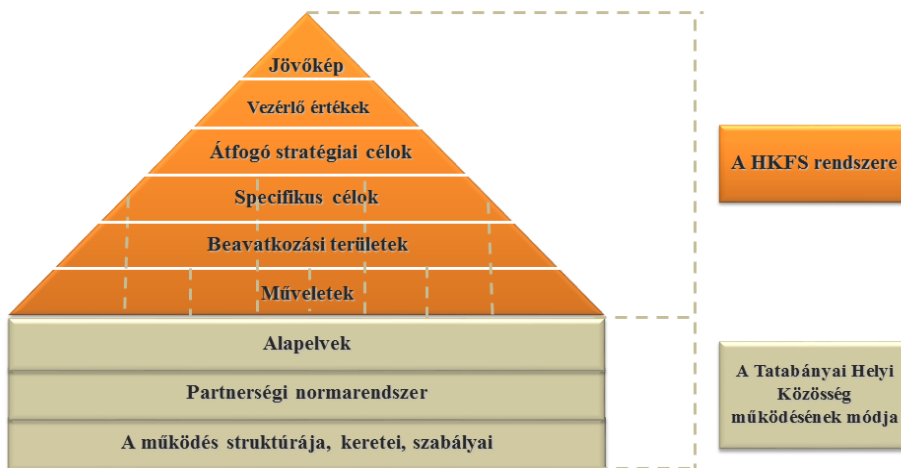 Jövőkép
Vezérlő értékek
Átfogó stratégiai célok
Specifikus célok
Beavatkozási területek
Műveletek
Alapelvek
Partnerségi normarendszer
A működés struktúrája, keretei, szabályai
A HKFS rendszere
A Tatabányai Helyi
Közösség
működésének módja